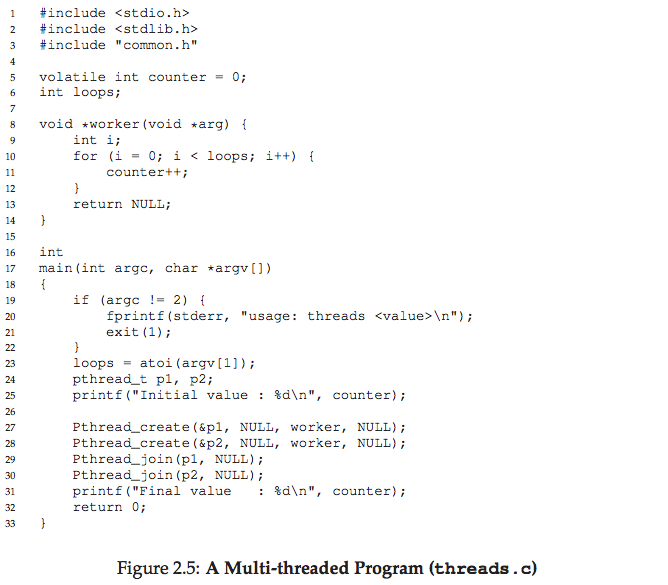 1 #include <stdio.h>
2 #include <stdlib.h>
3 #include "common.h"
4
5 volatile int counter = 0;
6 int loops;
7
8 void *worker(void *arg) {
9 int i;
10 for (i = 0; i < loops; i++) {
11 counter++;
12 }
13 return NULL;
14 }
15
16 int
17 main(int argc, char *argv[])
18 {
19 if (argc != 2) {
20 fprintf(stderr, "usage: threads <value>\n");
21 exit(1);
22 }
23 loops = atoi(argv[1]);
24 pthread_t p1, p2;
25 printf("Initial value : %d\n", counter);
26
27 Pthread_create(&p1, NULL, worker, NULL);
28 Pthread_create(&p2, NULL, worker, NULL);
29 Pthread_join(p1, NULL);
30 Pthread_join(p2, NULL);
31 printf("Final value   : %d\n", counter);
32 return 0;
33 }
Figure 2.5: A Multi-threaded Program (threads.c)